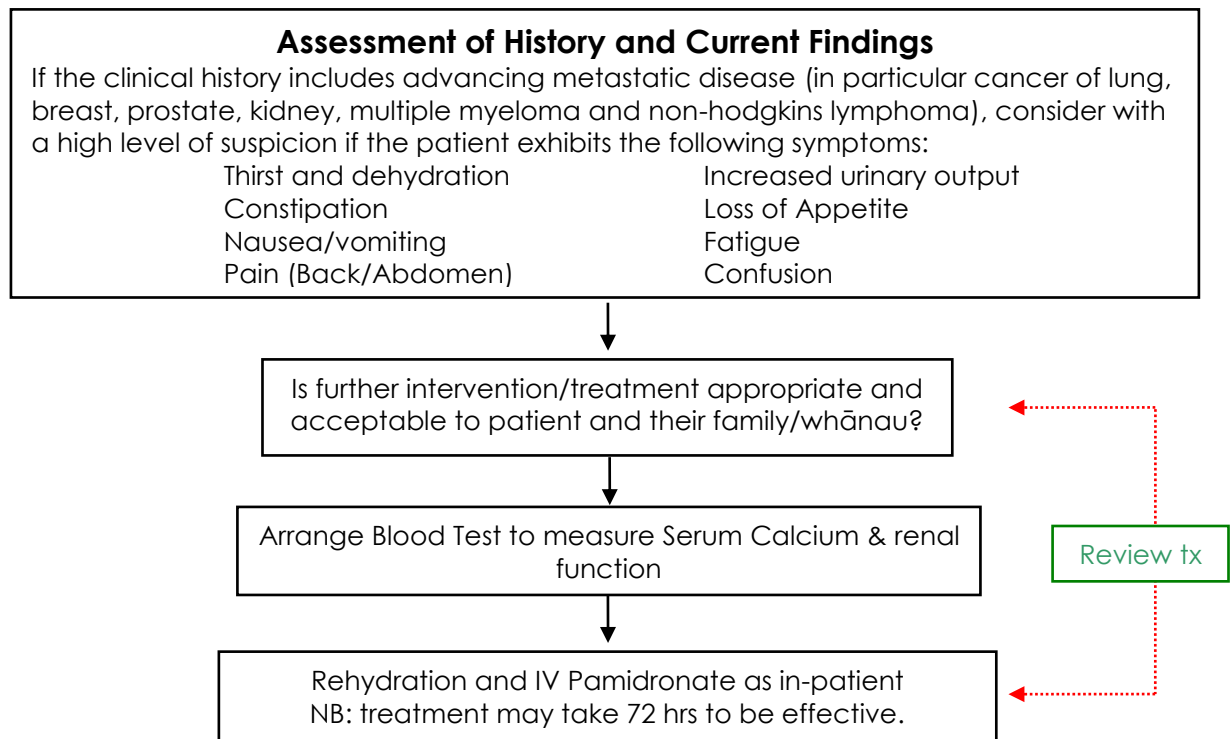 Assessment of History and Current Findings
If the clinical history includes advancing metastatic disease (in particular cancer of lung,
breast, prostate, kidney, multiple myeloma and non-hodgkins lymphoma), consider with
a high level of suspicion if the patient exhibits the following symptoms:
Thirst and dehydration Increased urinary output
Constipation Loss of Appetite
Nausea/vomiting Fatigue
Pain (Back/Abdomen) Confusion
Is further intervention/treatment appropriate and
acceptable to patient and their family/whānau?
Arrange Blood Test to measure Serum Calcium & renal
function
Review tx
Rehydration and IV Pamidronate as in-patient
NB: treatment may take 72 hrs to be effective.